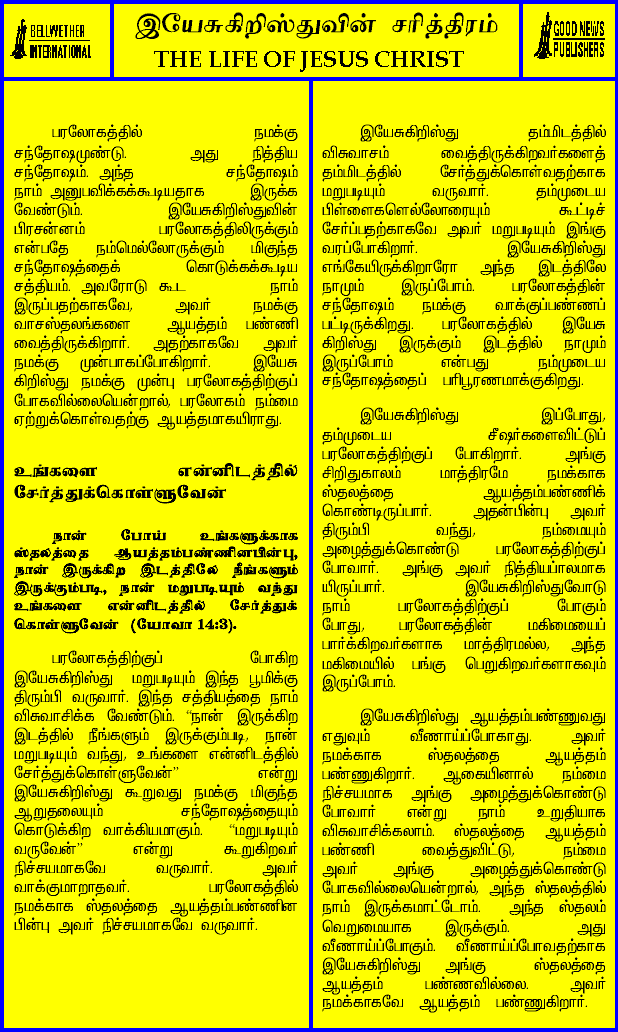 BELLWETHER
INTERNATIONAL
இயேசுகிறிஸ்துவின் சரித்திரம்
THE LIFE OF JESUS CHRIST
GOOD NEWS
PUBLISHERS
பரலோகத்தில் நமக்கு
சந்தோஷமுண்டு. அது நித்திய
சந்தோஷம். அந்த சந்தோஷம்
நாம் அனுபவிக்கக்கூடியதாக இருக்க
வேண்டும். இயேசுகிறிஸ்துவின்
பிரசன்னம் பரலோகத்திலிருக்கும்
என்பதே நம்மெல்லோருக்கும் மிகுந்த
சந்தோஷத்தைக் கொடுக்கக்கூடிய
சத்தியம். அவரோடு கூட நாம்
இருப்பதற்காகவே, அவர் நமக்கு
வாசஸ்தலங்களை ஆயத்தம் பண்ணி
வைத்திருக்கிறார். அதற்காகவே அவர்
நமக்கு முன்பாகப்போகிறார். இயேசு
கிறிஸ்து நமக்கு முன்பு பரலோகத்திற்குப்
போகவில்லையென்றால், பரலோகம் நம்மை
ஏற்றுக்கொள்வதற்கு ஆயத்தமாகயிராது.
உங்களை என்னிடத்தில்
சேர்த்துக்கொள்ளுவேன்
நான் போய் உங்களுக்காக
ஸ்தலத்தை ஆயத்தம்பண்ணினபின்பு,
நான் இருக்கிற இடத்திலே நீங்களும்
இருக்கும்படி, நான் மறுபடியும் வந்து
உங்களை என்னிடத்தில் சேர்த்துக்
கொள்ளுவேன் (யோவா 14:3).
பரலோகத்திற்குப் போகிற
இயேசுகிறிஸ்து மறுபடியும் இந்த பூமிக்கு
திரும்பி வருவார். இந்த சத்தியத்தை நாம்
விசுவாசிக்க வேண்டும். “நான் இருக்கிற
இடத்தில் நீங்களும் இருக்கும்படி, நான்
மறுபடியும் வந்து, உங்களை என்னிடத்தில்
சேர்த்துக்கொள்ளுவேன்” என்று
இயேசுகிறிஸ்து கூறுவது நமக்கு மிகுந்த
ஆறுதலையும் சந்தோஷத்தையும்
கொடுக்கிற வாக்கியமாகும். “மறுபடியும்
வருவேன்” என்று கூறுகிறவர்
நிச்சயமாகவே வருவார். அவர்
வாக்குமாறாதவர். பரலோகத்தில்
நமக்காக ஸ்தலத்தை ஆயத்தம்பண்ணின
பின்பு அவர் நிச்சயமாகவே வருவார்.
இயேசுகிறிஸ்து தம்மிடத்தில்
விசுவாசம் வைத்திருக்கிறவர்களைத்
தம்மிடத்தில் சேர்த்துக்கொள்வதற்காக
மறுபடியும் வருவார். தம்முடைய
பிள்ளைகளெல்லோரையும் கூட்டிச்
சேர்ப்பதற்காகவே அவர் மறுபடியும் இங்கு
வரப்போகிறார். இயேசுகிறிஸ்து
எங்கேயிருக்கிறாரோ அந்த இடத்திலே
நாமும் இருப்போம். பரலோகத்தின்
சந்தோஷம் நமக்கு வாக்குப்பண்ணப்
பட்டிருக்கிறது. பரலோகத்தில் இயேசு
கிறிஸ்து இருக்கும் இடத்தில் நாமும்
இருப்போம் என்பது நம்முடைய
சந்தோஷத்தைப் பரிபூரணமாக்குகிறது.
இயேசுகிறிஸ்து இப்போது,
தம்முடைய சீஷர்களைவிட்டுப்
பரலோகத்திற்குப் போகிறார். அங்கு
சிறிதுகாலம் மாத்திரமே நமக்காக
ஸ்தலத்தை ஆயத்தம்பண்ணிக்
கொண்டிருப்பார். அதன்பின்பு அவர்
திரும்பி வந்து, நம்மையும்
அழைத்துக்கொண்டு பரலோகத்திற்குப்
போவார். அங்கு அவர் நித்தியபாலமாக
யிருப்பார். இயேசுகிறிஸ்துவோடு
நாம் பரலோகத்திற்குப் போகும்
போது, பரலோகத்தின் மகிமையைப்
பார்க்கிறவர்களாக மாத்திரமல்ல, அந்த
மகிமையில் பங்கு பெறுகிறவர்களாகவும்
இருப்போம்.
இயேசுகிறிஸ்து ஆயத்தம்பண்ணுவது
எதுவும் வீணாய்ப்போகாது. அவர்
நமக்காக ஸ்தலத்தை ஆயத்தம்
பண்ணுகிறார். ஆகையினால் நம்மை
நிச்சயமாக அங்கு அழைத்துக்கொண்டு
போவார் என்று நாம் உறுதியாக
விசுவாசிக்கலாம். ஸ்தலத்தை ஆயத்தம்
பண்ணி வைத்துவிட்டு, நம்மை
அவர் அங்கு அழைத்துக்கொண்டு
போகவில்லையென்றால், அந்த ஸ்தலத்தில்
நாம் இருக்கமாட்டோம். அந்த ஸ்தலம்
வெறுமையாக இருக்கும். அது
வீணாய்ப்போகும். வீணாய்ப்போவதற்காக
இயேசுகிறிஸ்து அங்கு ஸ்தலத்தை
ஆயத்தம் பண்ணவில்லை. அவர்
நமக்காகவே ஆயத்தம் பண்ணுகிறார்.